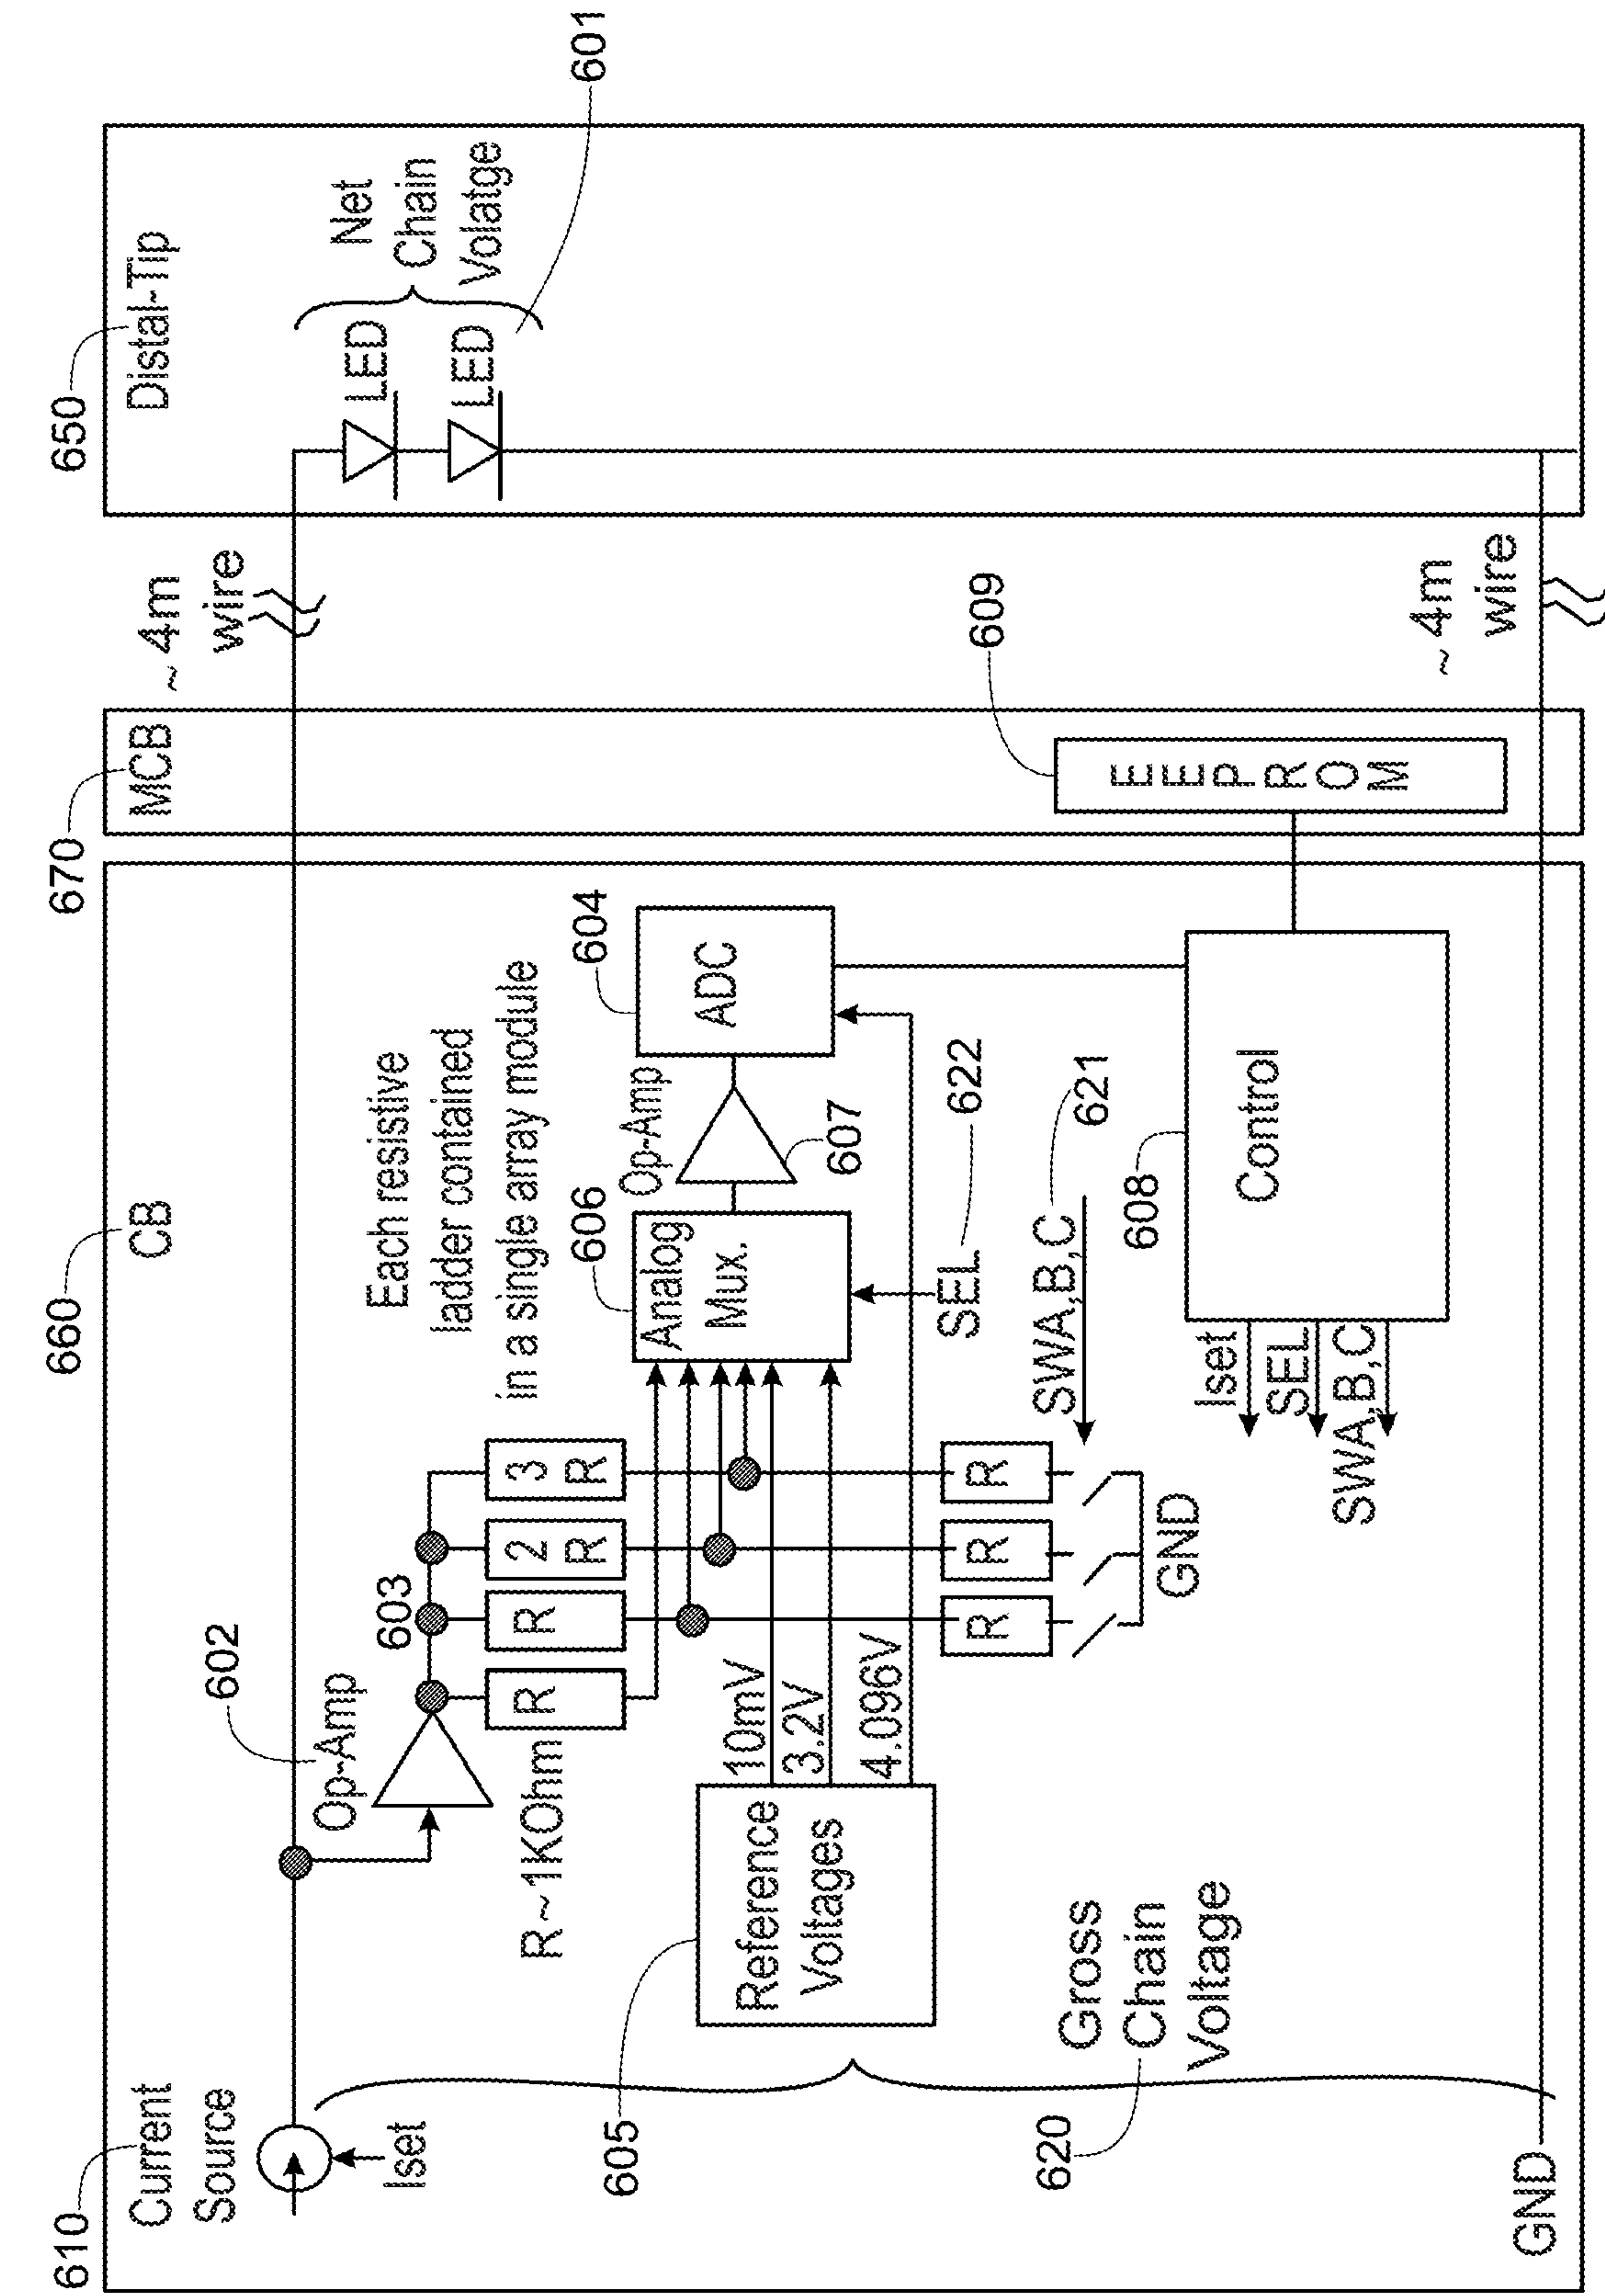 610
Current
Source
Iset
660
CB
670
MCB
~ 4m
wire
650
Distal-Tip
LED
LED
Net
Chain
Volatge
601
602
Op-Amp
603
R
R
2
R
3
R
R~1KOhm
Each resistive
ladder contained
in a single array module
606
Analog
Mux.
Op-Amp
607
604
ADC
605
Reference
Voltages
10mV
3.2V
4.096V
SEL
622
R
R
R
GND
SWA,B,C
621
620
Gross
Chain
Voltage
608
Control
Iset
SEL
SWA,B,C
609
E
E
P
R
O
M
~ 4m
wire
GND